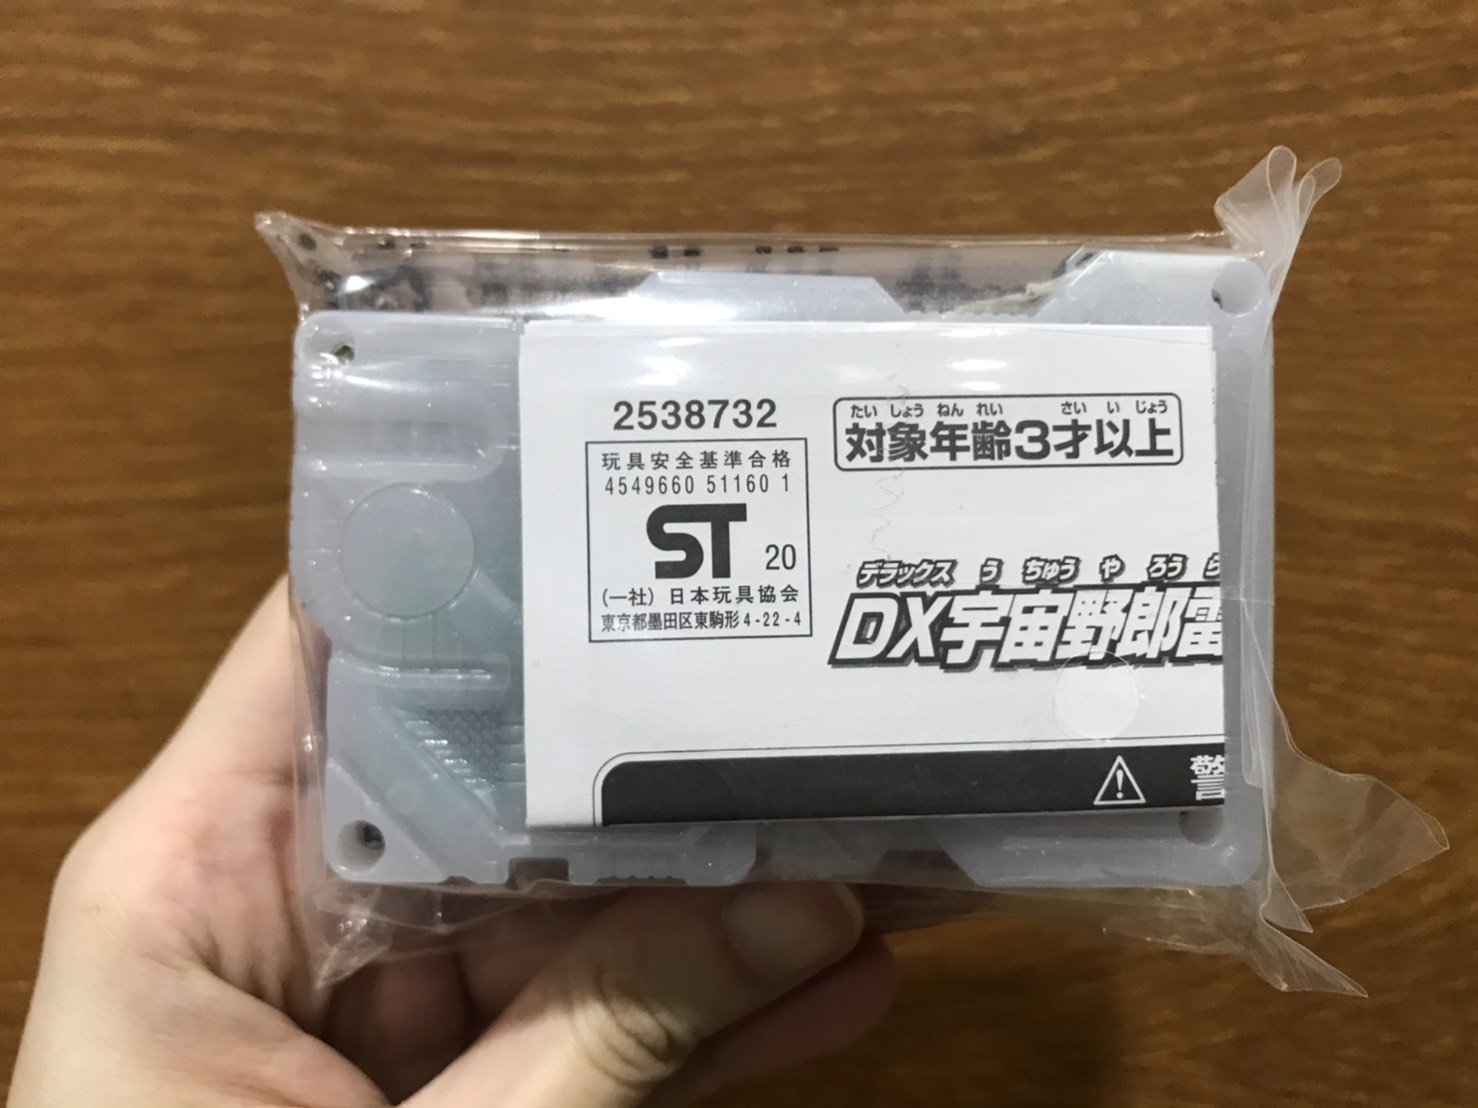 2538732
玩具安全基準合格
4549660 51160 1
ST 20
(一社) 日本玩具協会
東京都墨田区東駒形4-22-4
たいしょうねんれい さいいじょう
対象年齢3才以上
デラックス うちゅうやろうら
DX宇宙野郎雷
警